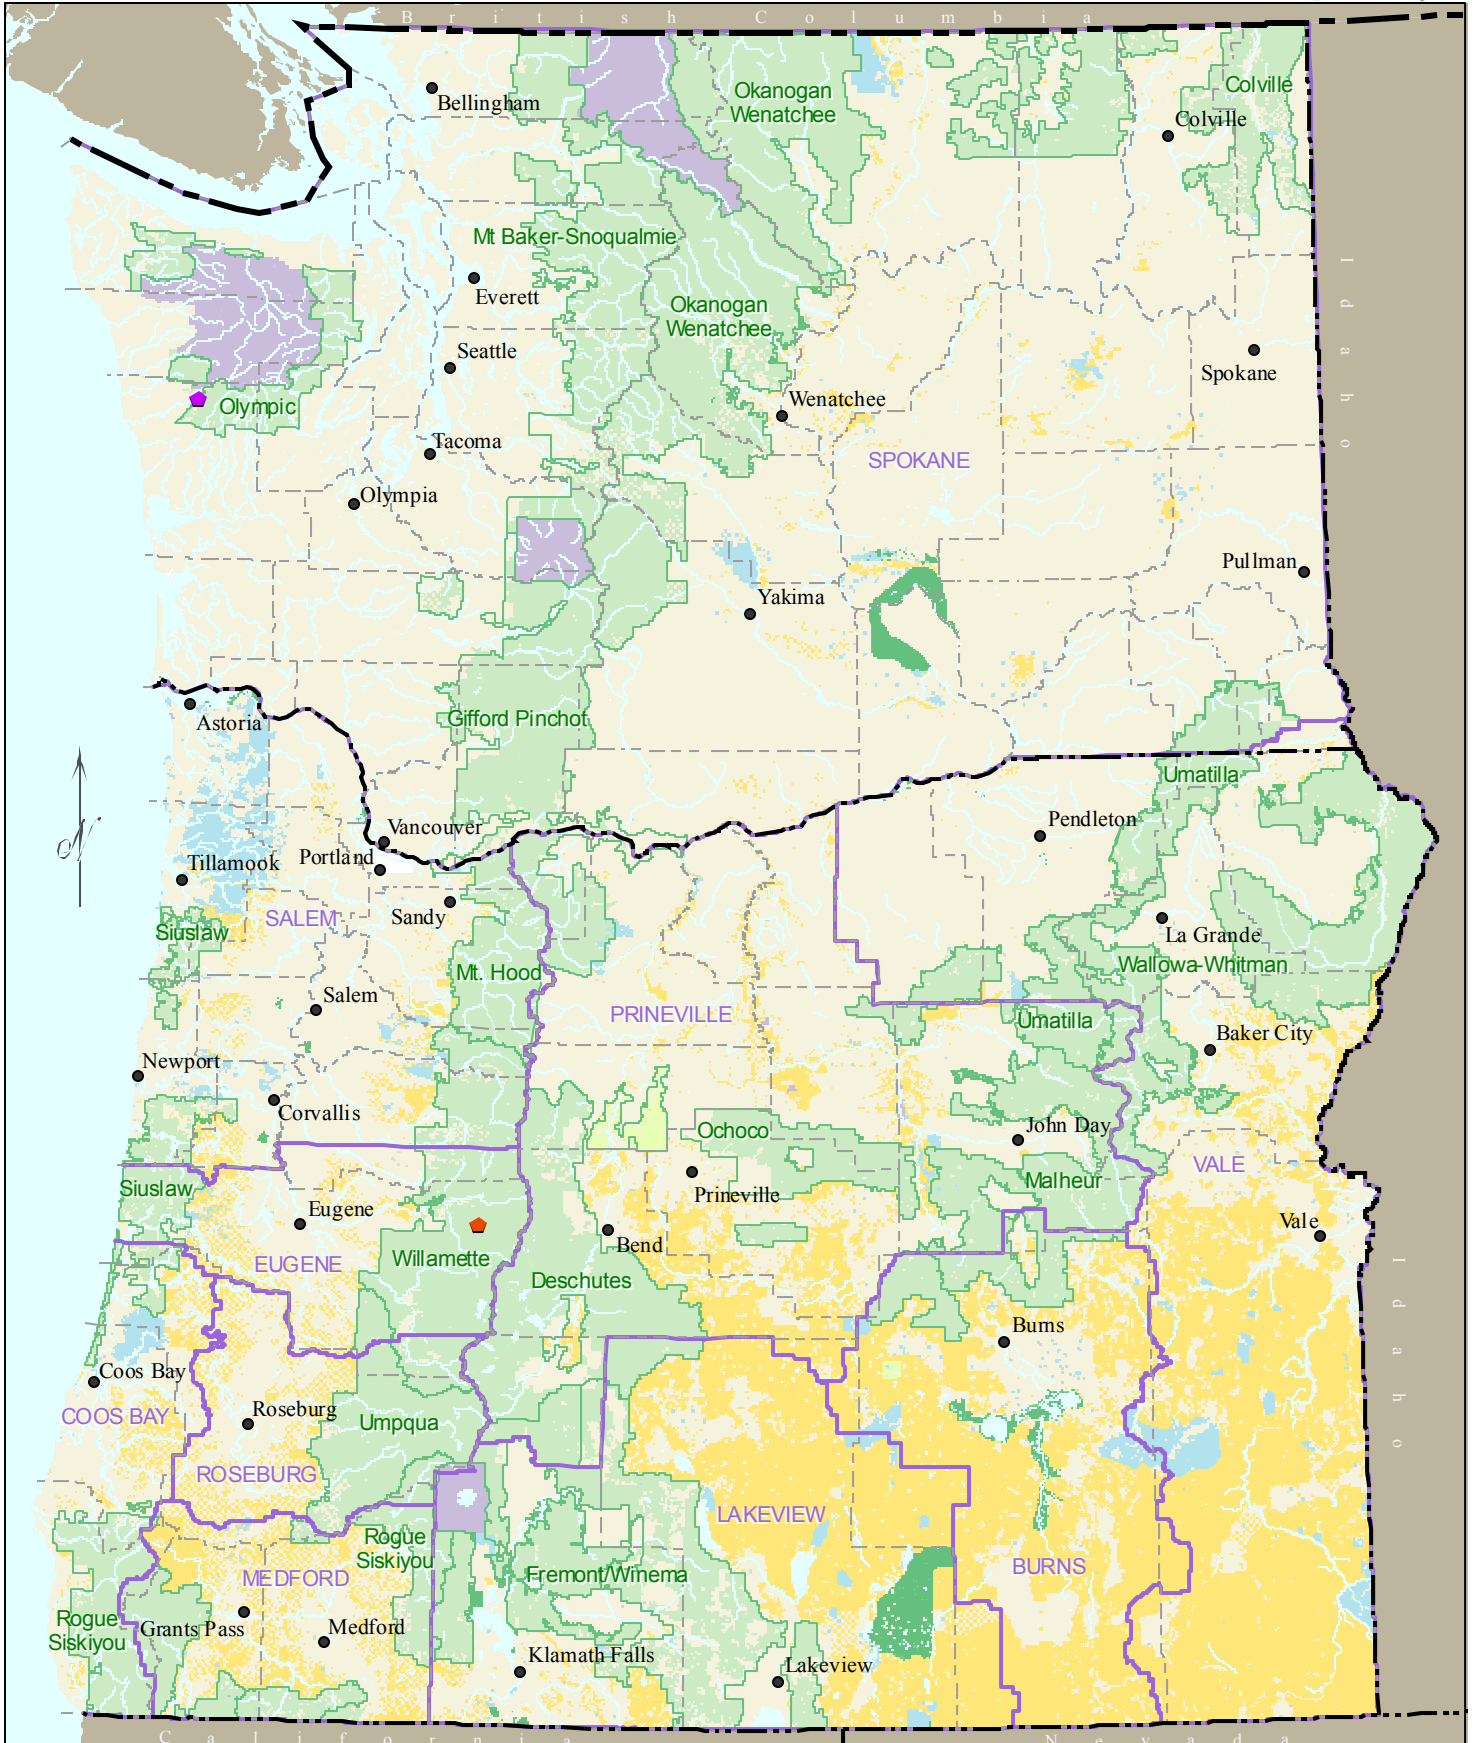 British Columbia
Bellingham
Okanogan
Wenatchee
Colville
Colville
Mt Baker-Snoqualmie
Everett
Okanogan
Wenatchee
Idaho
Seattle
Spokane
Olympic
Wenatchee
Tacoma
SPOKANE
Olympia
Pullman
Yakima
Astoria
Gifford Pinchot
Umatilla
Vancouver
Pendleton
Portland
Tillamook
Sandy
SALEM
Siuslaw
La Grande
Mt. Hood
Wallowa-Whitman
Salem
PRINEVILLE
Umatilla
Baker City
Newport
Corvallis
Ochoco
John Day
VALE
Siuslaw
Prineville
Malheur
Eugene
Bend
Vale
EUGENE
Willamette
Deschutes
Idaho
Burns
Coos Bay
COOS BAY
Roseburg
Umpqua
ROSEBURG
LAKEVIEW
Rogue
Siskiyou
MEDFORD
Fremont/Winema
BURNS
Rogue
Siskiyou
Grants Pass
Medford
Klamath Falls
Lakeview
California
Nevada
N